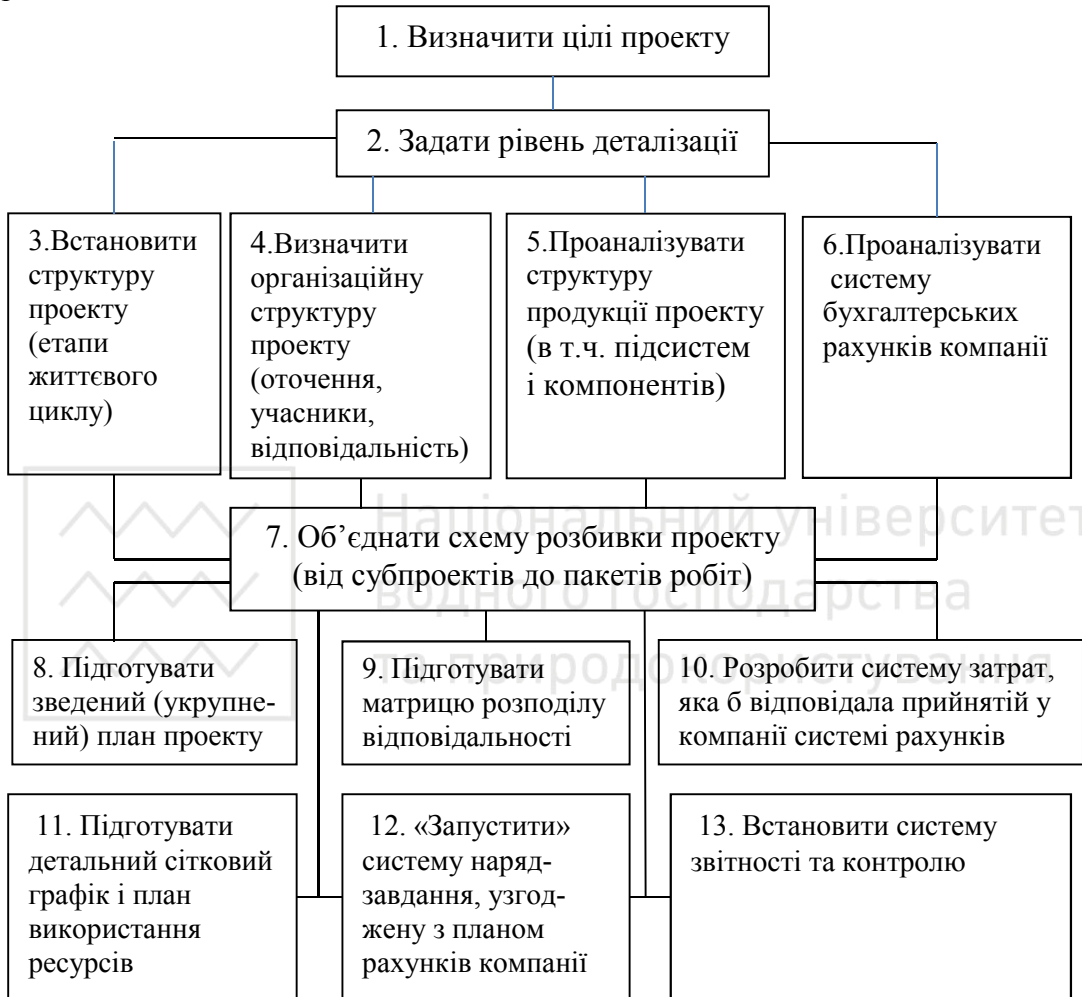 1. Визначити цілі проекту
2. Задати рівень деталізації
3.Встановити
структуру
проекту
(етапи
життєвого
циклу)
4.Визначити
організаційну
структуру
проекту
(оточення,
учасники,
відповідальність)
5.Проаналізувати
структуру
продукції проекту
(в т.ч. підсистем
і компонентів)
6.Проаналізувати
систему
бухгалтерських
рахунків компанії
Національний університет
водного господарства
та природокористування
7. Об’єднати схему розбивки проекту
(від субпроектів до пакетів робіт)
8. Підготувати
зведений (укрупне-
ний) план проекту
9. Підготувати
матрицю розподілу
відповідальності
10. Розробити систему затрат,
яка б відповідала прийнятій у
компанії системі рахунків
11. Підготувати
детальний сітковий
графік і план
використання
ресурсів
12. «Запустити»
систему наряд-
завдання, узгод-
жену з планом
рахунків компанії
13. Встановити систему
звітності та контролю